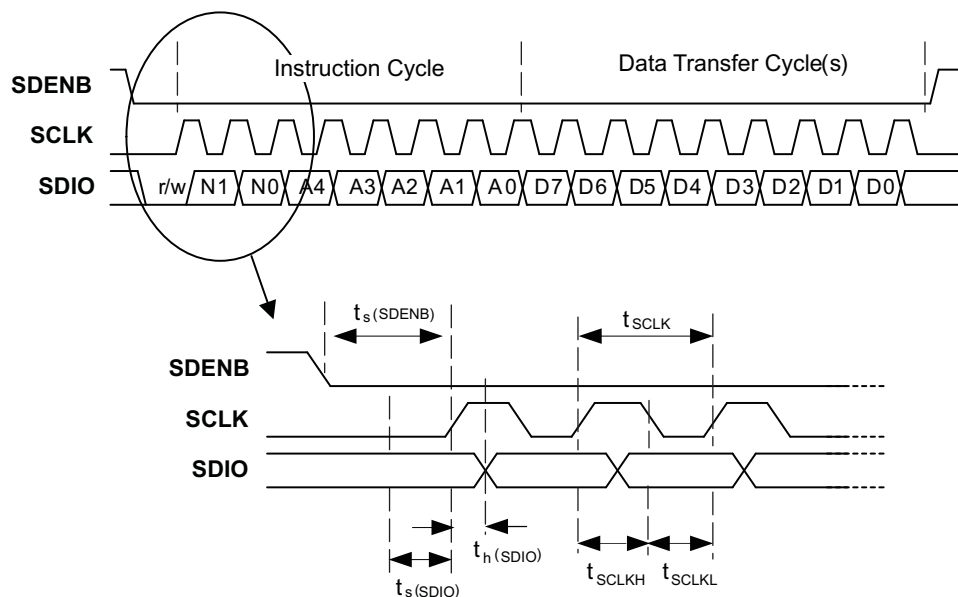 Instruction Cycle Data Transfer Cycle(s)
SDENB
SCLK
SDIO r/w N1 N0 A4 A3 A2 A1 A0 D7 D6 D5 D4 D3 D2 D1 D0
ts(SDENB) tSCLK
SDENB
SCLK
SDIO
th(SDIO)
ts(SDIO) tSCLKH tSCLKL